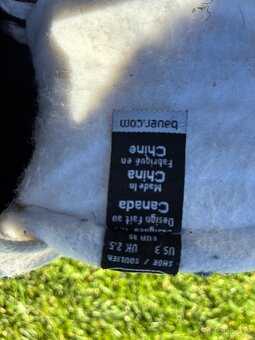 SHOE / SOULIER
US 3 UK 2.5
EUR 35
Design fait au
Canada
Made In
China
Fabriqué en
Chine
bauer.com